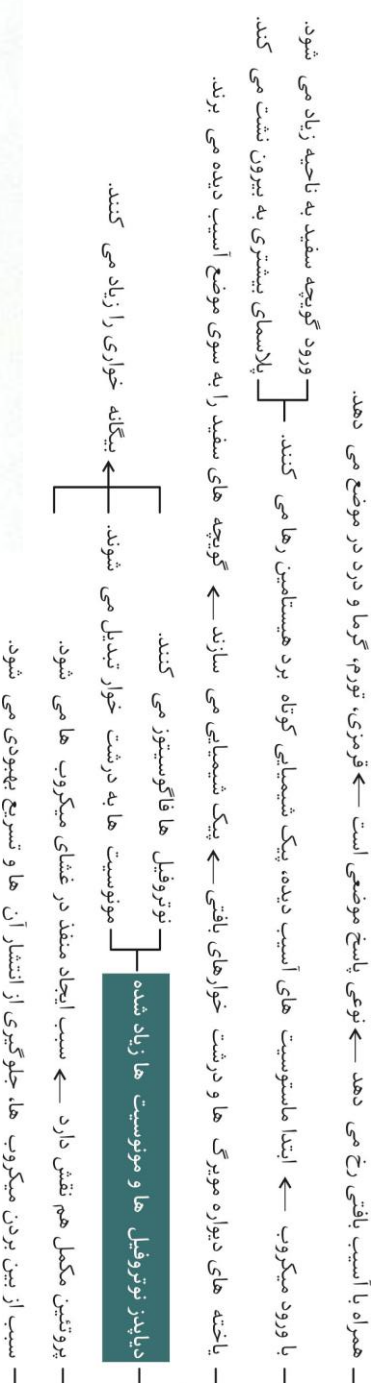 همراه با آسیب بافتی رخ می دهد ← نوعی پاسخ موضعی است ← قرمزی، تورم، گرما و درد در موضع می دهد.
با ورود میکروب ← ابتدا ماستوسیت های آسیب دیده، پیک شیمیایی کوتاه برد هیستامین رها می کنند.
ورود گویچه سفید به ناحیه زیاد می شود.
پلاسمای بیشتری به بیرون نشت می کند.
یاخته های دیواره مویرگ ها و درشت خوارهای بافتی ← پیک شیمیایی می سازند ← گویچه های سفید را به سوی موضع آسیب دیده می برند.
دیاپدز نوتروفیل ها و مونوسیت ها زیاد شده
نوتروفیل ها فاگوسیتوز می کنند.
مونوسیت ها به درشت خوار تبدیل می شوند.
بیگانه خواری را زیاد می کنند.
پروتئین مکمل هم نقش دارد ← سبب ایجاد منفذ در غشای میکروب ها می شود.
سبب از بین بردن میکروب ها، جلوگیری از انتشار آن ها و تسریع بهبودی می شود.